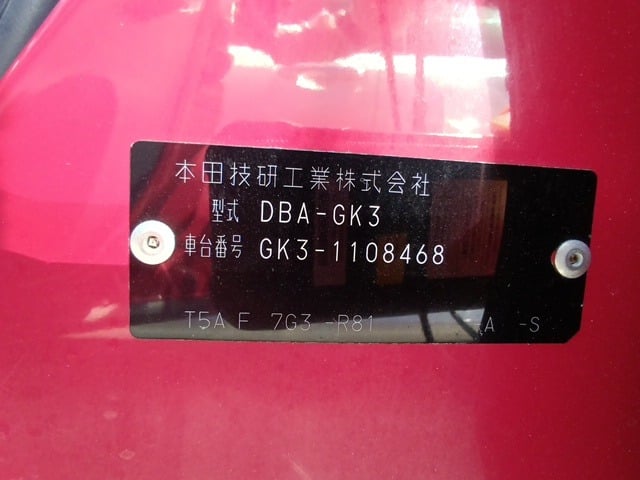 本田技研工業株式会社
型式 DBA-GK3
車台番号 GK3-1108468
T5A F 7G3 -R81 A -S